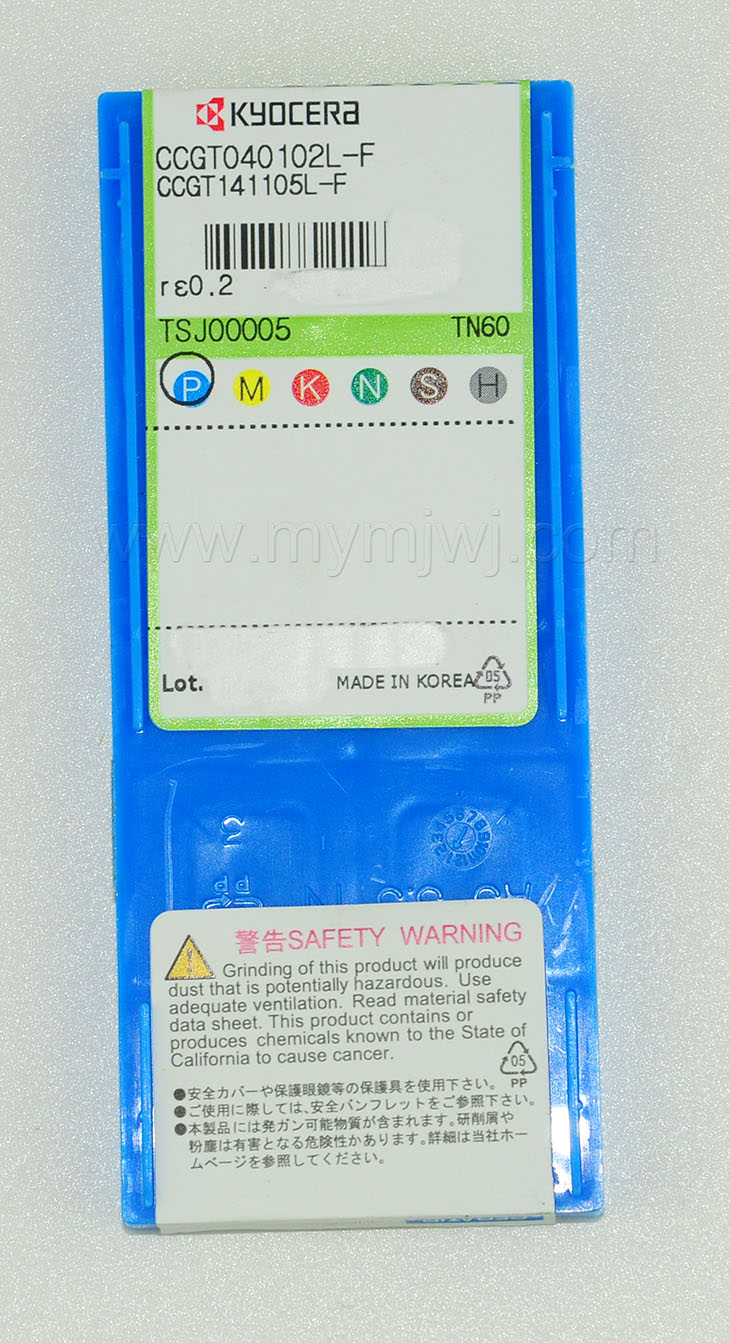 KYOCERA
CCGT040102L-F
CCGT141105L-F
rε0.2
TSJ00005 TN60
P M K N S H
www.mymjwj.com
Lot. MADE IN KOREA 05
PP
警告SAFETY WARNING
Grinding of this product will produce
dust that is potentially hazardous. Use
adequate ventilation. Read material safety
data sheet. This product contains or
produces chemicals known to the State of
California to cause cancer.
05
PP
●安全カバーや保護眼鏡等の保護具を使用下さい。
●ご使用に際しては、安全パンフレットをご参照下さい。
●本製品には発ガン可能物質が含まれます。研削屑や
粉塵は有害となる危険性があります。詳細は当社ホー
ムページを参照してください。